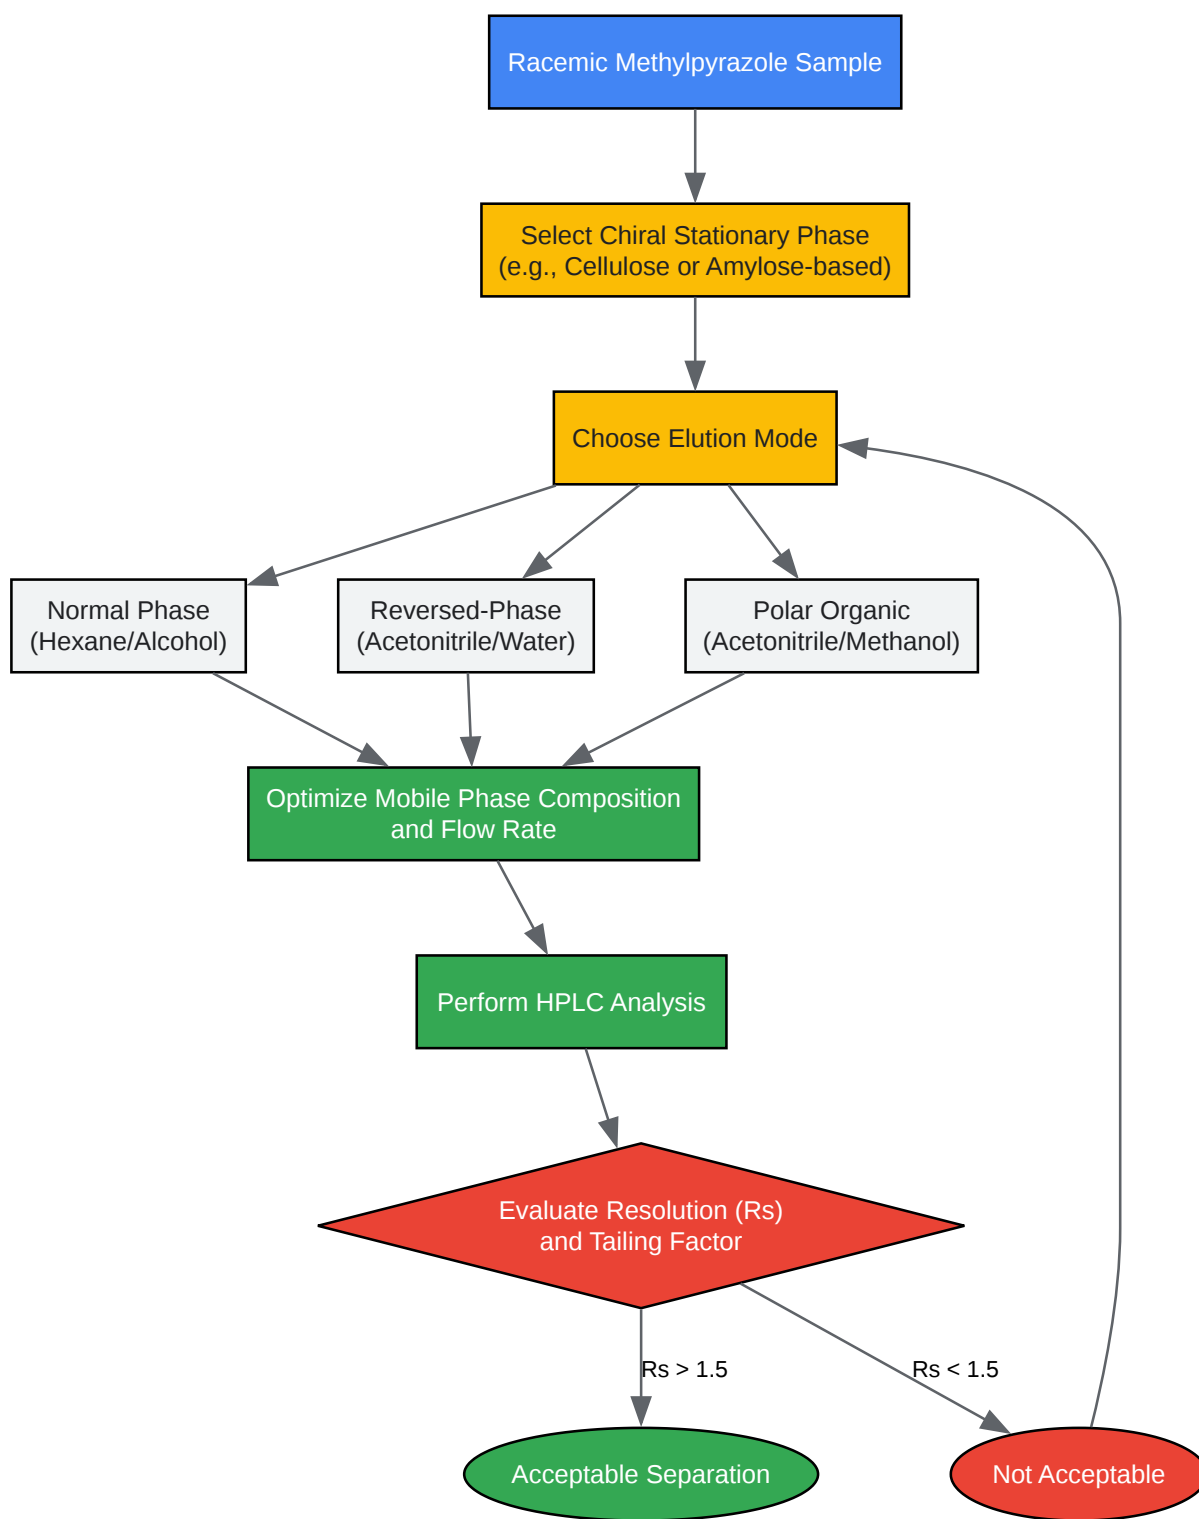 Racemic Methylpyrazole Sample
Select Chiral Stationary Phase
(e.g., Cellulose or Amylose-based)
Choose Elution Mode
Normal Phase
(Hexane/Alcohol)
Reversed-Phase
(Acetonitrile/Water)
Polar Organic
(Acetonitrile/Methanol)
Optimize Mobile Phase Composition
and Flow Rate
Perform HPLC Analysis
Evaluate Resolution (Rs)
and Tailing Factor
Rs > 1.5
Rs < 1.5
Acceptable Separation
Not Acceptable